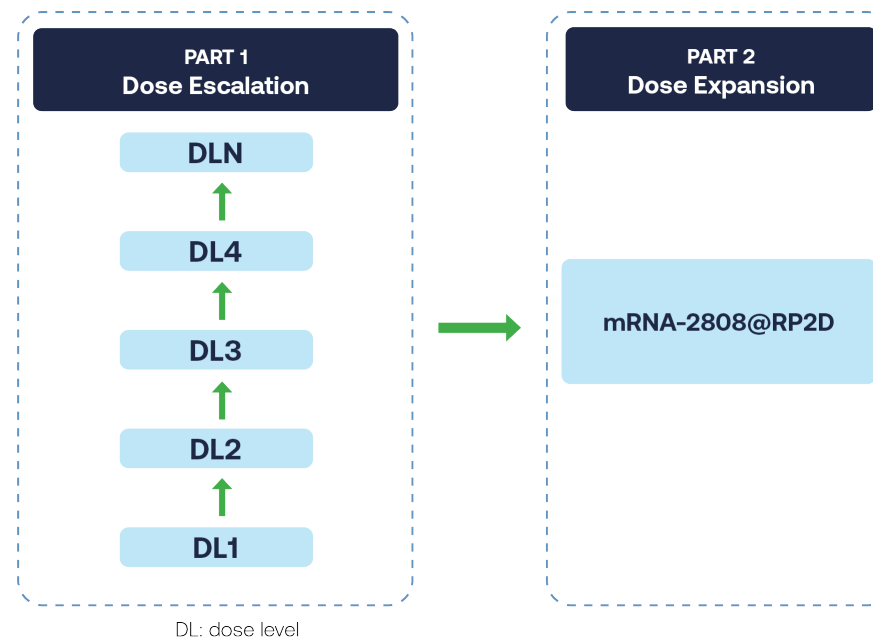 PART 1
Dose Escalation
DLN
DL4
DL3
DL2
DL1
DL: dose level
PART 2
Dose Expansion
mRNA-2808@RP2D